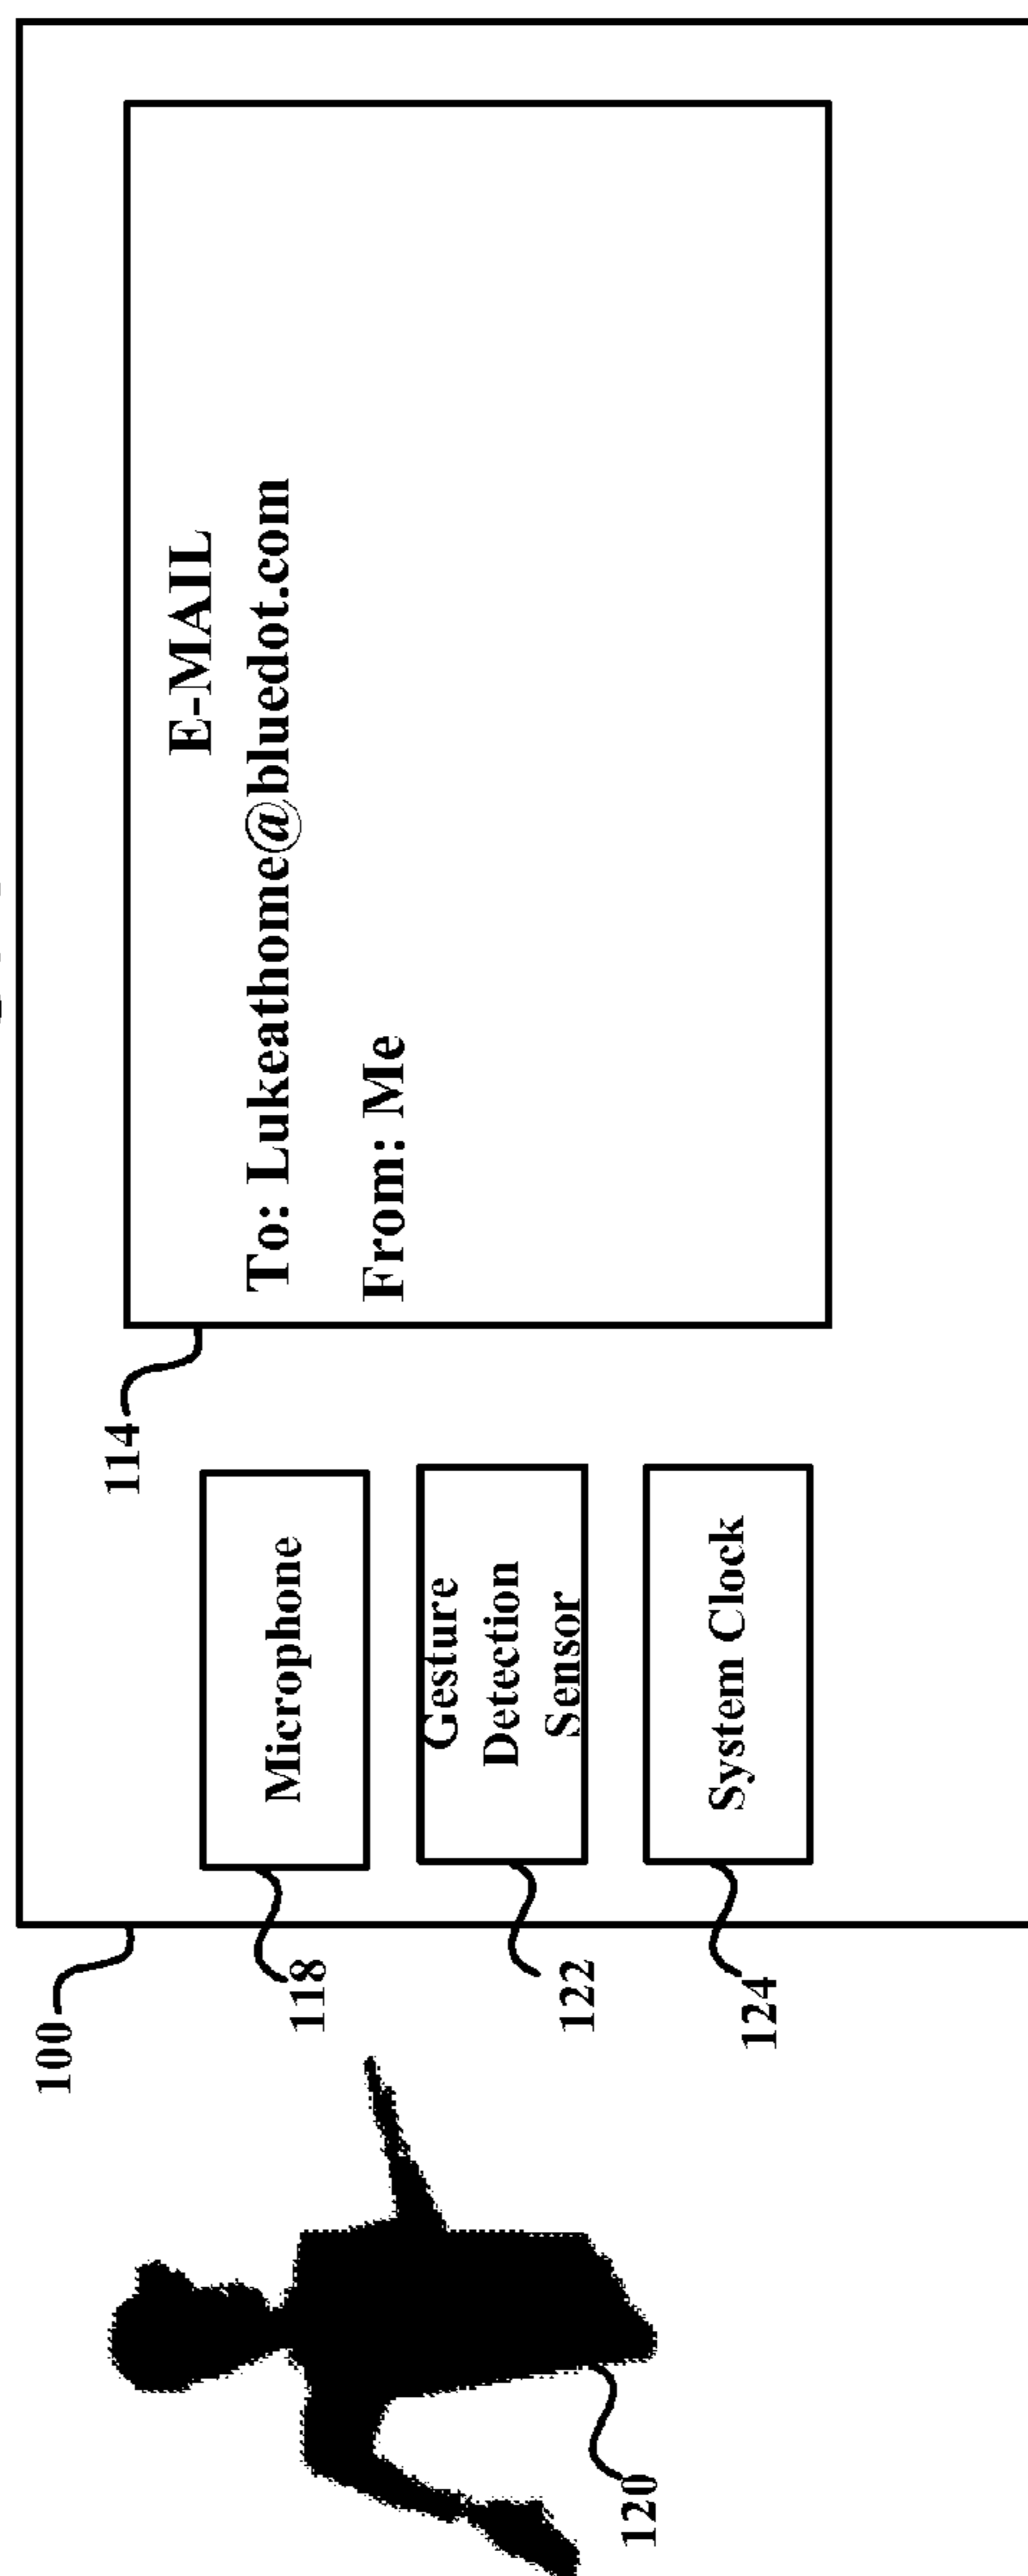 100
118
Microphone
122
Gesture
Detection
Sensor
124
System Clock
114
E-MAIL
To: Lukeathome@bluedot.com
From: Me
120